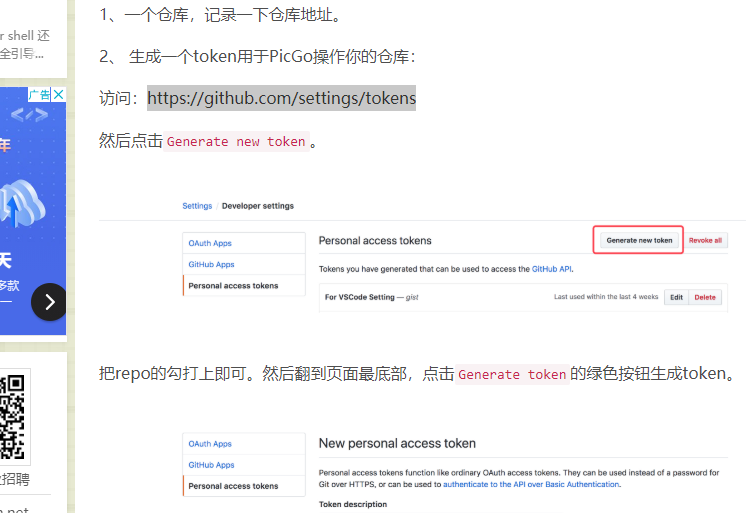 1、一个仓库，记录一下仓库地址。
r shell 还
全引导...
2、 生成一个token用于PicGo操作你的仓库：
访问：https://github.com/settings/tokens
广告
年
然后点击 Generate new token 。
Settings / Developer settings
OAuth Apps
GitHub Apps
Personal access tokens
Personal access tokens
Generate new token
Revoke all
Tokens you have generated that can be used to access the GitHub API.
For VSCode Setting — gist
Last used within the last 4 weeks
Edit
Delete
天
多款
把repo的勾打上即可。然后翻到页面最底部，点击 Generate token 的绿色按钮生成token。
OAuth Apps
GitHub Apps
Personal access tokens
New personal access token
Personal access tokens function like ordinary OAuth access tokens. They can be used instead of a password for
Git over HTTPS, or can be used to authenticate to the API over Basic Authentication.
Token description
招聘
n.net